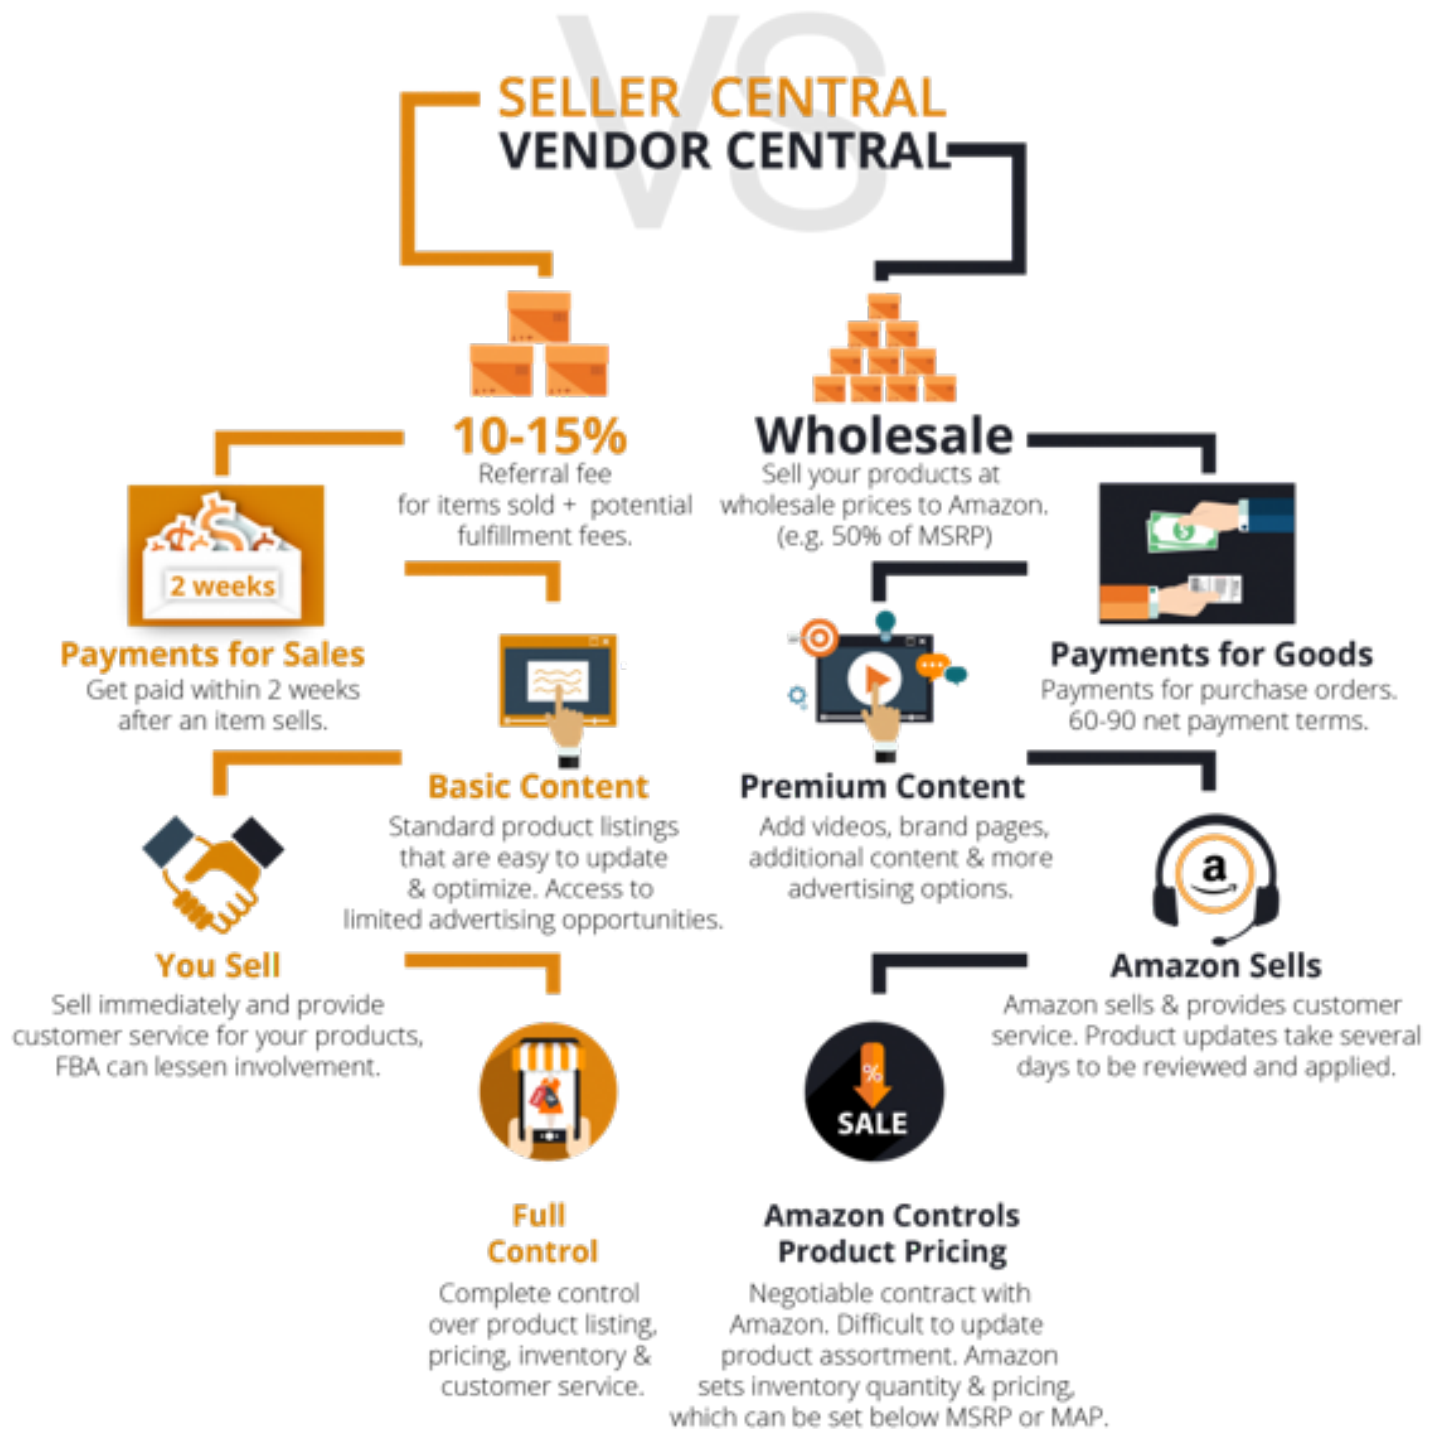 VS
SELLER CENTRAL
VENDOR CENTRAL
10-15%
Referral fee
for items sold + potential
fulfillment fees.
Wholesale
Sell your products at
wholesale prices to Amazon.
(e.g. 50% of MSRP)
2 weeks
Payments for Sales
Get paid within 2 weeks
after an item sells.
Payments for Goods
Payments for purchase orders.
60-90 net payment terms.
Basic Content
Standard product listings
that are easy to update
& optimize. Access to
limited advertising opportunities.
Premium Content
Add videos, brand pages,
additional content & more
advertising options.
You Sell
Sell immediately and provide
customer service for your products,
FBA can lessen involvement.
a
Amazon Sells
Amazon sells & provides customer
service. Product updates take several
days to be reviewed and applied.
Full
Control
Complete control
over product listing,
pricing, inventory &
customer service.
%
SALE
Amazon Controls
Product Pricing
Negotiable contract with
Amazon. Difficult to update
product assortment. Amazon
sets inventory quantity & pricing,
which can be set below MSRP or MAP.